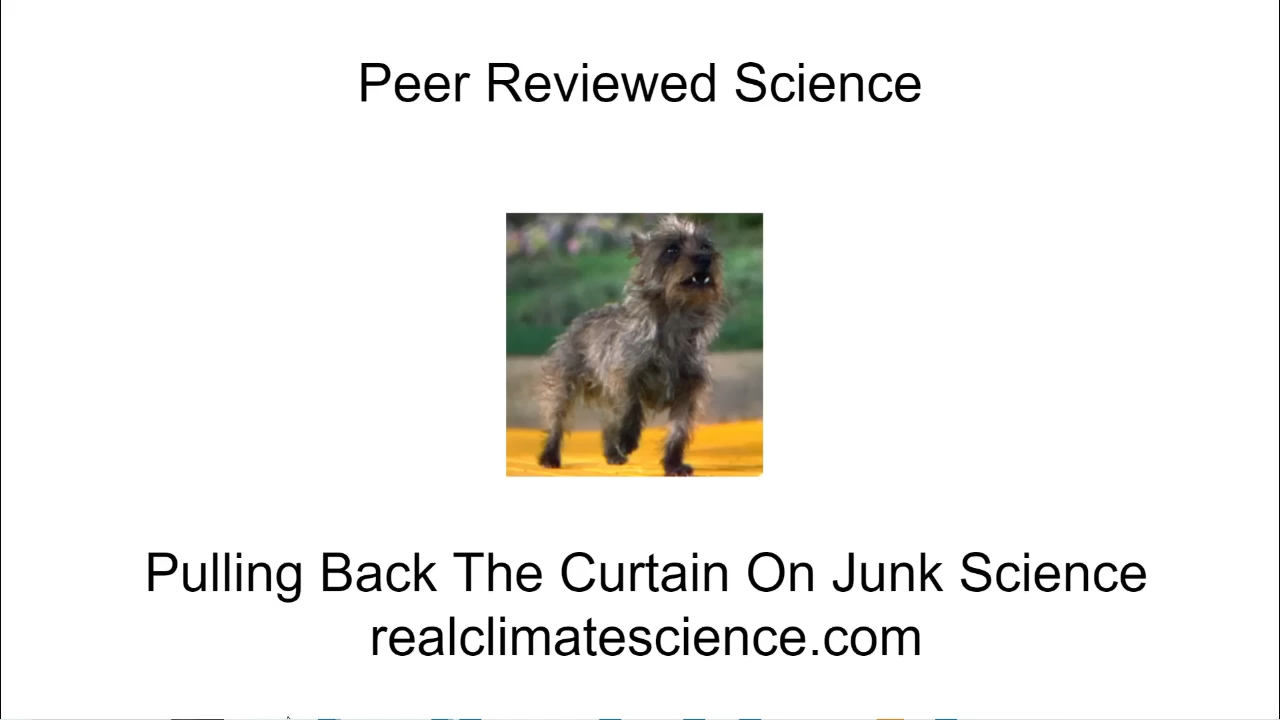 Peer Reviewed Science
Pulling Back The Curtain On Junk Science
realclimatescience.com